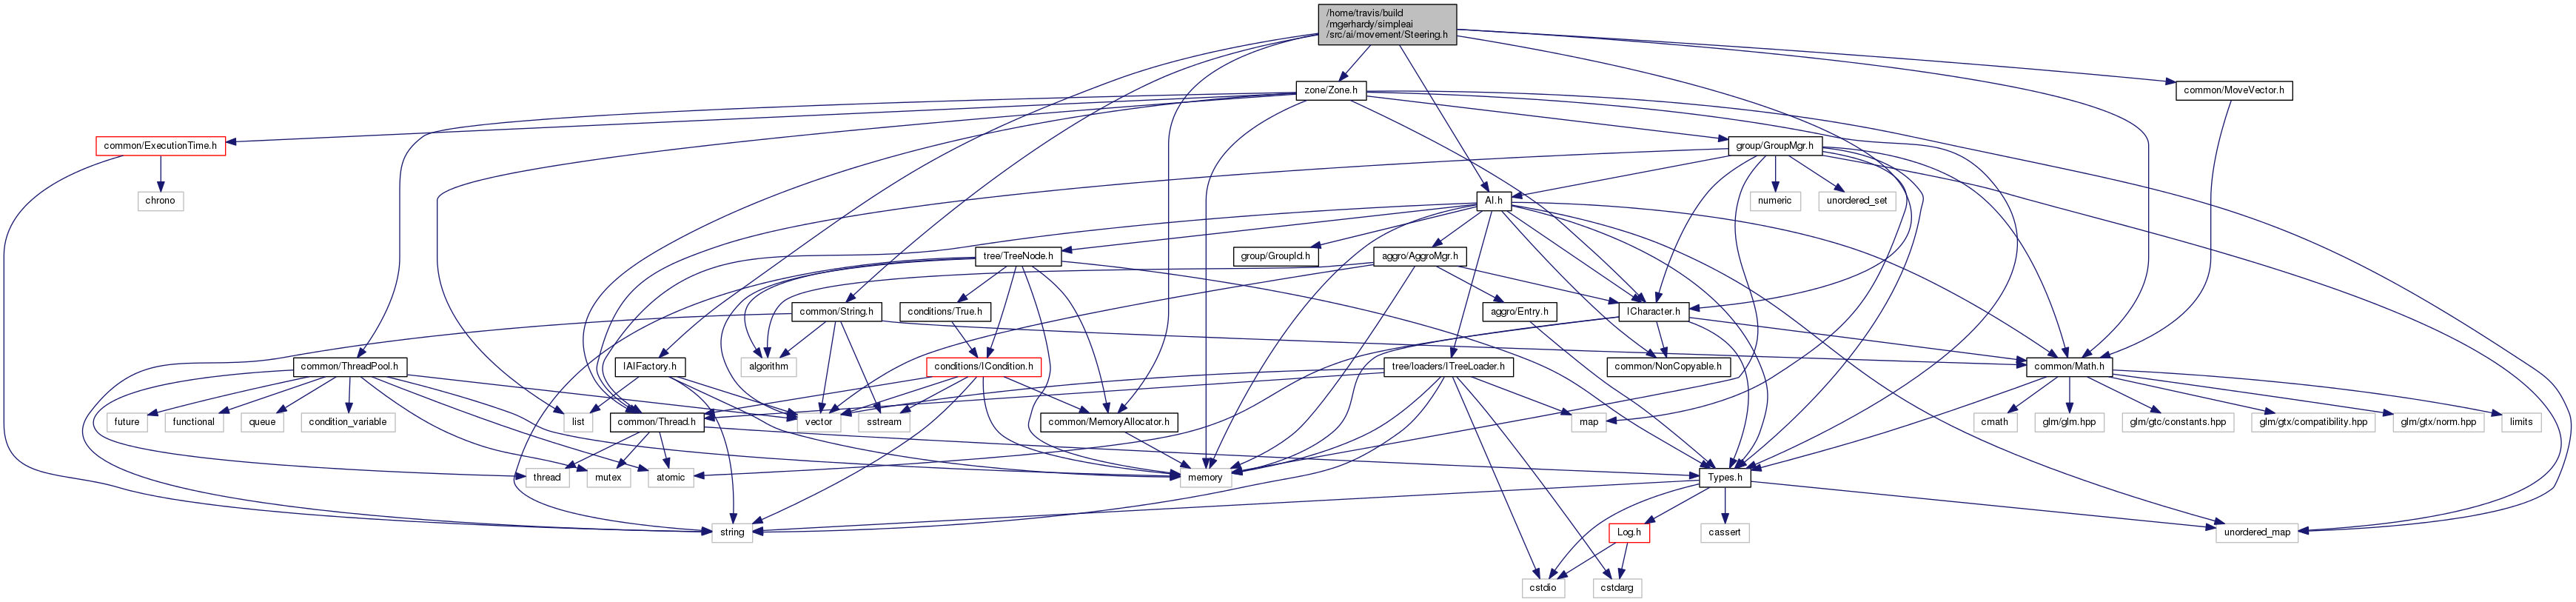 /home/travis/build
/mgerhardy/simpleai
/src/ai/movement/Steering.h
zone/Zone.h
common/MoveVector.h
common/ExecutionTime.h
group/GroupMgr.h
chrono
AI.h
numeric
unordered_set
tree/TreeNode.h
group/GroupId.h
aggro/AggroMgr.h
common/String.h
conditions/True.h
aggro/Entry.h
ICharacter.h
common/ThreadPool.h
IAIFactory.h
algorithm
conditions/ICondition.h
tree/loaders/ITreeLoader.h
common/NonCopyable.h
common/Math.h
future
functional
queue
condition_variable
list
common/Thread.h
vector
sstream
common/MemoryAllocator.h
map
cmath
glm/glm.hpp
glm/gtc/constants.hpp
glm/gtx/compatibility.hpp
glm/gtx/norm.hpp
limits
thread
mutex
atomic
memory
Types.h
string
Log.h
cassert
unordered_map
cstdio
cstdarg